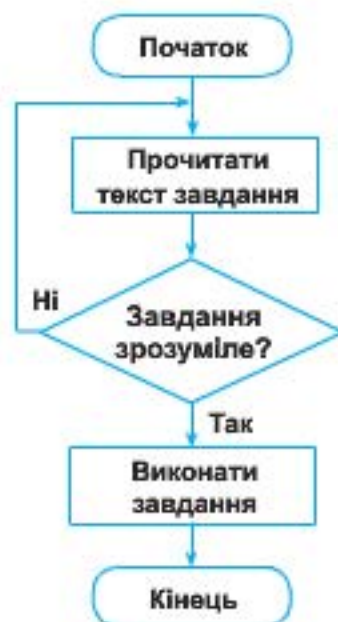 Початок
Прочитати
текст завдання
Ні
Завдання
зрозуміле?
Так
Виконати
завдання
Кінець